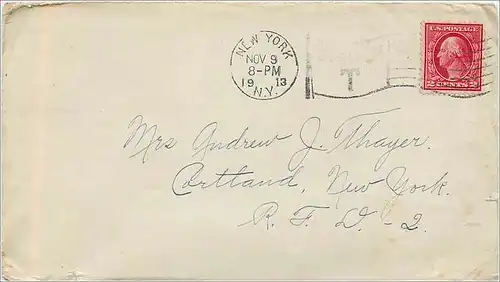 NEW YORK
NOV 9
8-PM
19 13
N.Y.
T
U.S. POSTAGE
2 CENTS 2
Mrs Andrew J. Thayer.
Cortland, New York.
R. F. D. - 2.